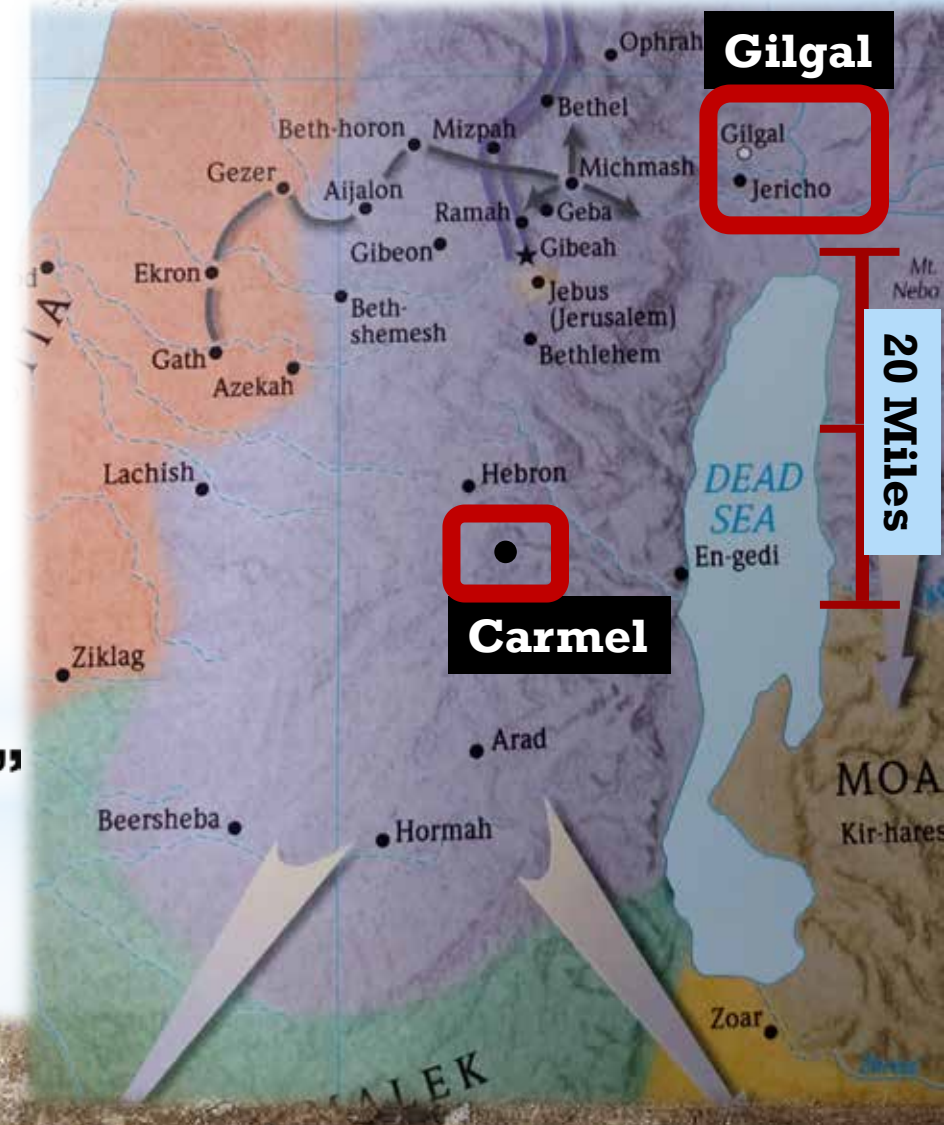 Gilgal
Ophrah
Bethel
Beth-horon
Mizpah
Gilgal
Gezer
Aijalon
Michmash
Jericho
Ramah
Geba
Gibeon
Gibeah
Ekron
Mt.
Nebo
Jebus
(Jerusalem)
Beth-
shemesh
Bethlehem
Gath
Azekah
20 Miles
Lachish
Hebron
DEAD
SEA
En-gedi
Carmel
Ziklag
Arad
”
MOA
Beersheba
Hormah
Kir-hares
Zoar
ALEK